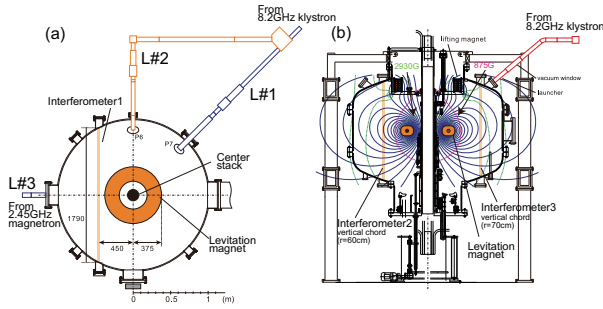 (a)
From
8.2GHz klystron
L#2
L#1
Interferometer1
P6
P7
L#3
From
2.45GHz
magnetron
1790
450
375
Center
stack
Levitation
magnet
0
0.5
1
(m)
(b)
From
8.2GHz klystron
lifting magnet
2930G
875G
vacuum window
launcher
Interferometer2
vertical chord
(r=60cm)
Interferometer3
vertical chord
(r=70cm)
Levitation
magnet